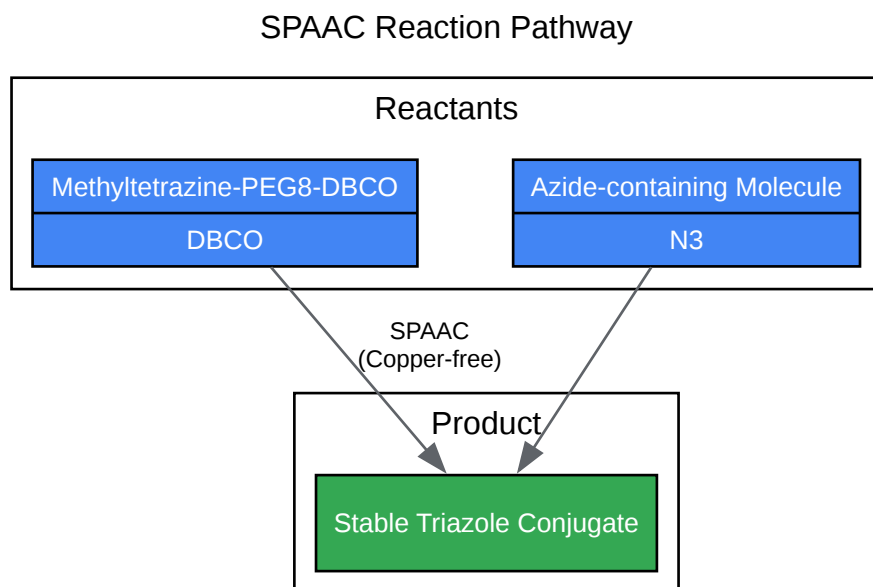 SPAAC Reaction Pathway
Reactants
Methyltetrazine-PEG8-DBCO
DBCO
Azide-containing Molecule
N3
SPAAC
(Copper-free)
Product
Stable Triazole Conjugate